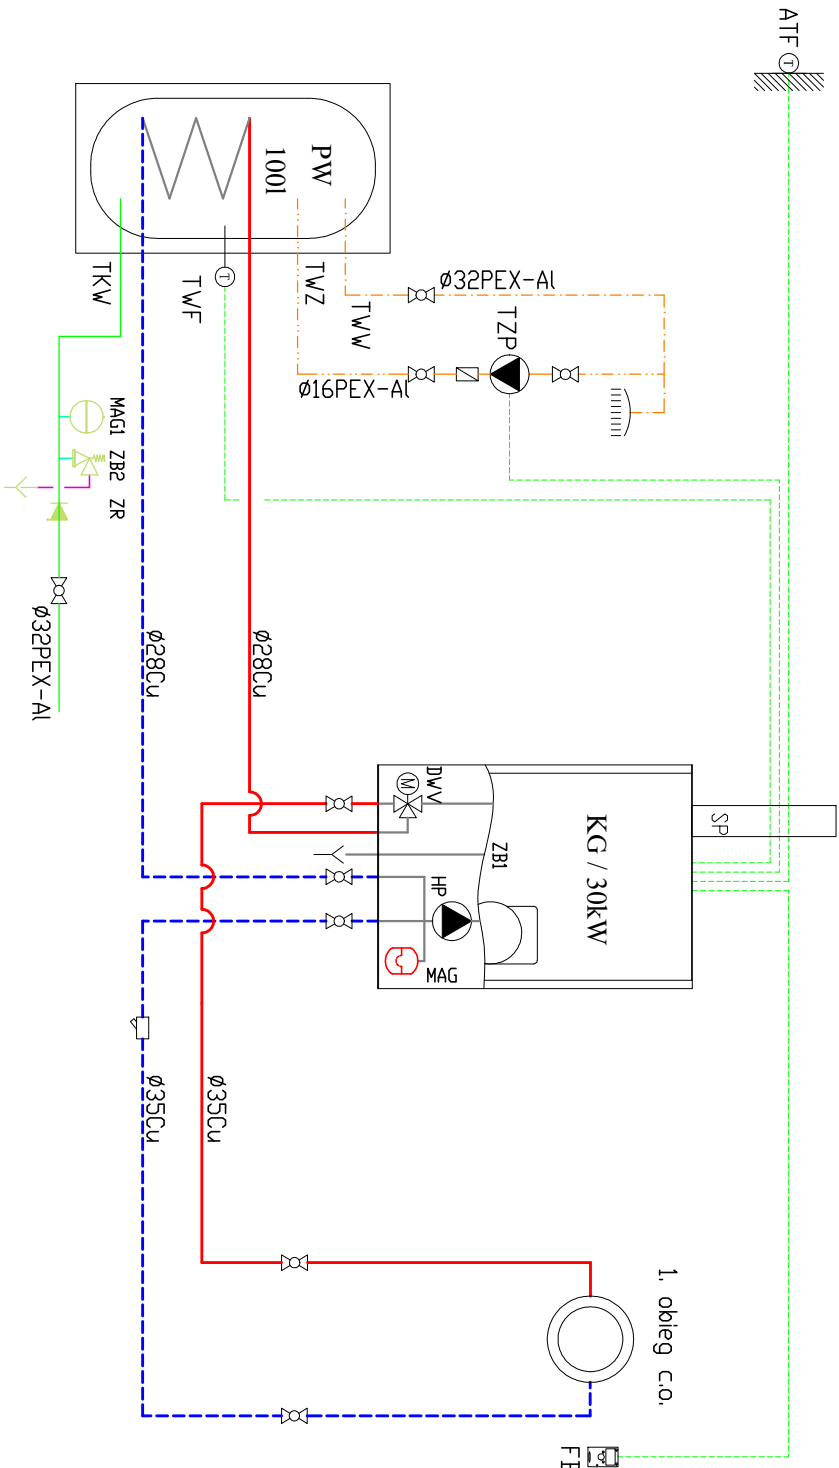 ATF
T
PW
100l
TKW
TWF
T
TWZ
TWW
Ø32PEX-Al
TZP
Ø16PEX-Al
MAG1
ZB2
ZR
Ø32PEX-Al
Ø28Cu
Ø28Cu
DWV
M
ZB1
HP
MAG
KG / 30kW
SP
Ø35Cu
Ø35Cu
1. obieg c.o.